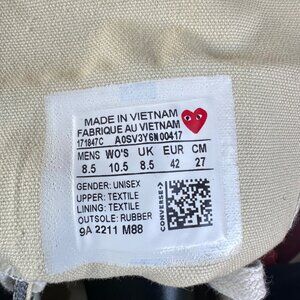 MADE IN VIETNAM
FABRIQUE AU VIETNAM
171847C A0SV3Y6N00417
MENS WO'S UK EUR CM
8.5 10.5 8.5 42 27
GENDER: UNISEX
UPPER: TEXTILE
LINING: TEXTILE
OUTSOLE: RUBBER
9A 2211 M88
CONVERSE